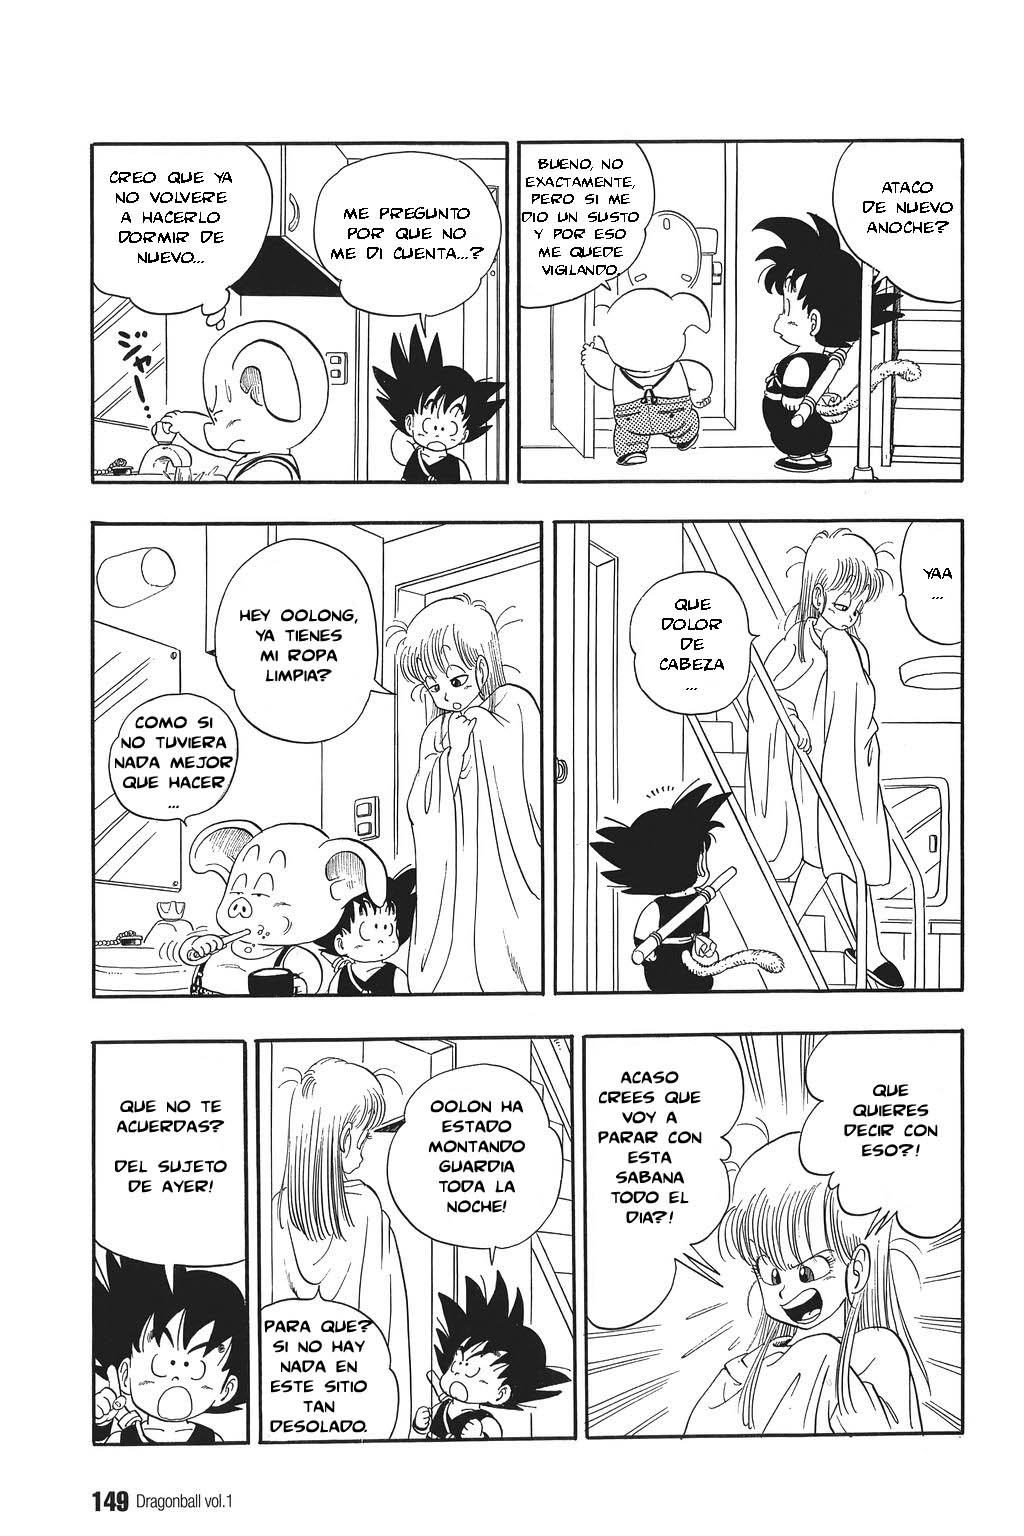 ATACO
DE NUEVO
ANOCHE?
BUENO, NO
EXACTAMENTE,
PERO SI ME
DIO UN SUSTO
Y POR ESO
ME QUEDE
VIGILANDO.
ME PREGUNTO
POR QUE NO
ME DI CUENTA...?
CREO QUE YA
NO VOLVERE
A HACERLO
DORMIR DE
NUEVO...
ジャー...
YAA
...
QUE
DOLOR
DE
CABEZA
...
HEY OOLONG,
YA TIENES
MI ROPA
LIMPIA?
COMO SI
NO TUVIERA
NADA MEJOR
QUE HACER
...
QUE
QUIERES
DECIR CON
ESO?!
ACASO
CREES QUE
VOY A
PARAR CON
ESTA
SABANA
TODO EL
DIA?!
OOLON HA
ESTADO
MONTANDO
GUARDIA
TODA LA
NOCHE!
PARA QUE?
SI NO HAY
NADA EN
ESTE SITIO
TAN
DESOLADO.
QUE NO TE
ACUERDAS?
DEL SUJETO
DE AYER!
149 Dragonball vol.1